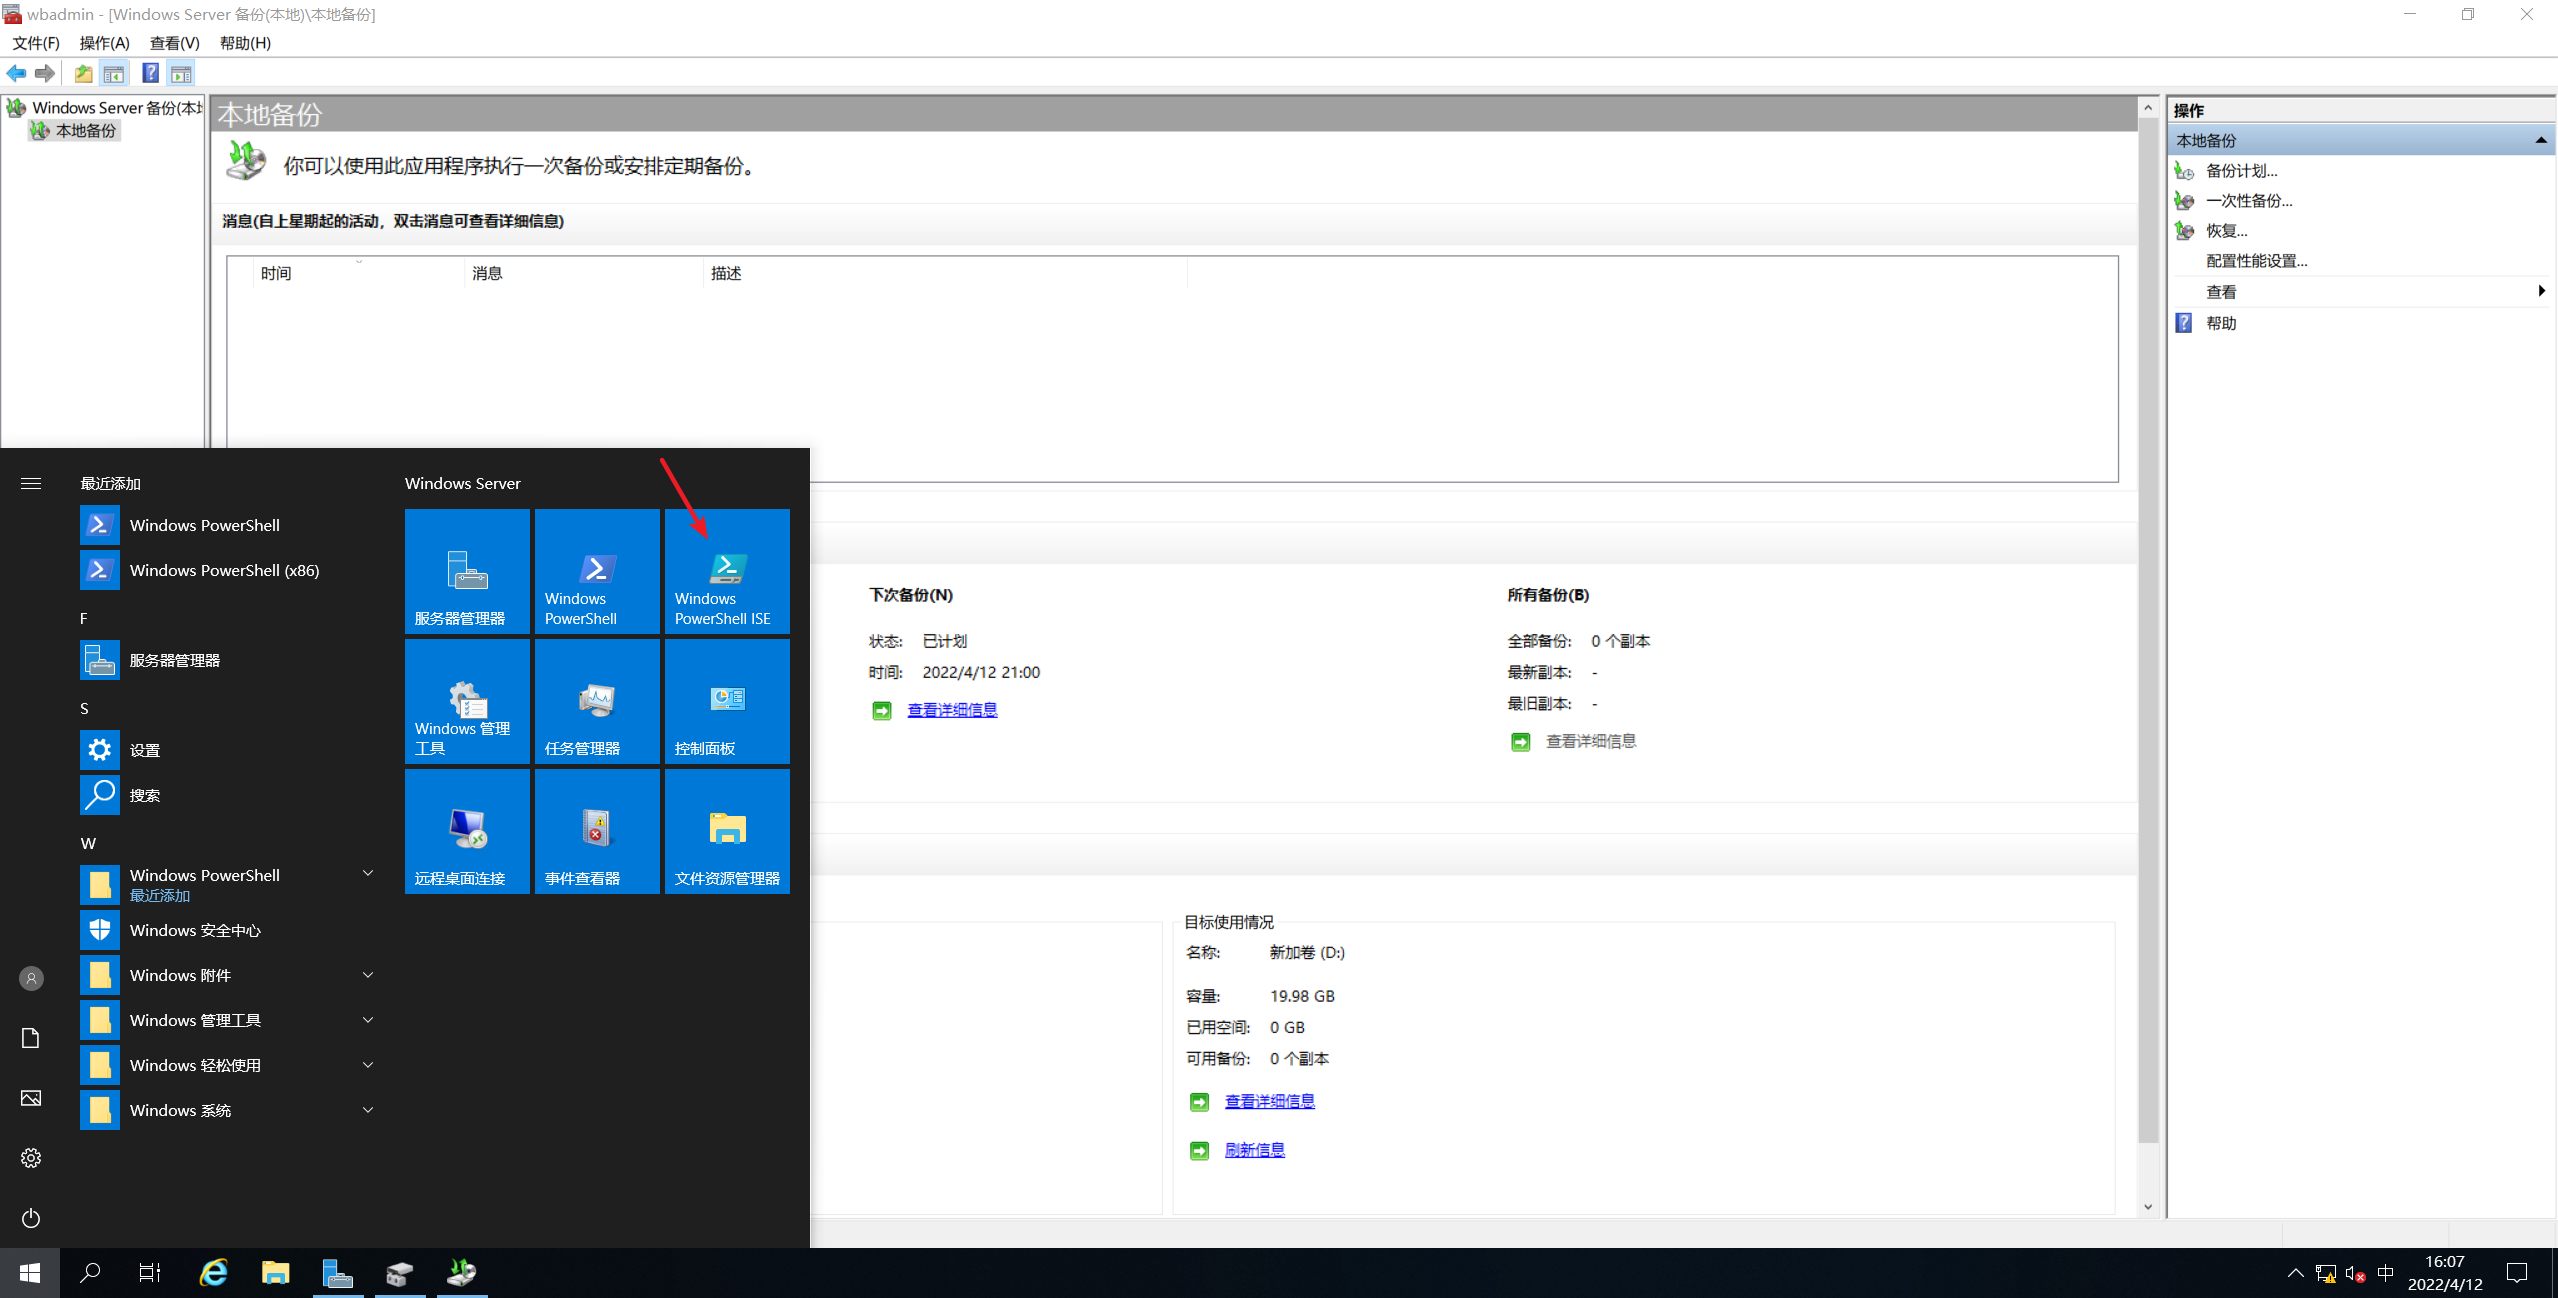 wbadmin - [Windows Server 备份(本地)\本地备份]
文件(F) 操作(A) 查看(V) 帮助(H)
Windows Server 备份(本
本地备份
本地备份
你可以使用此应用程序执行一次备份或安排定期备份。
消息(自上星期起的活动，双击消息可查看详细信息)
时间 消息 描述
操作
本地备份
备份计划...
一次性备份...
恢复...
配置性能设置...
查看
帮助
最近添加
Windows PowerShell
Windows PowerShell (x86)
F
服务器管理器
S
设置
搜索
W
Windows PowerShell
最近添加
Windows 安全中心
Windows 附件
Windows 管理工具
Windows 轻松使用
Windows 系统
Windows Server
服务器管理器
Windows
PowerShell
Windows
PowerShell ISE
Windows 管理
工具
任务管理器
控制面板
远程桌面连接
事件查看器
文件资源管理器
下次备份(N)
状态: 已计划
时间: 2022/4/12 21:00
查看详细信息
所有备份(B)
全部备份: 0 个副本
最新副本: -
最旧副本: -
查看详细信息
目标使用情况
名称: 新加卷 (D:)
容量: 19.98 GB
已用空间: 0 GB
可用备份: 0 个副本
查看详细信息
刷新信息
中
16:07
2022/4/12